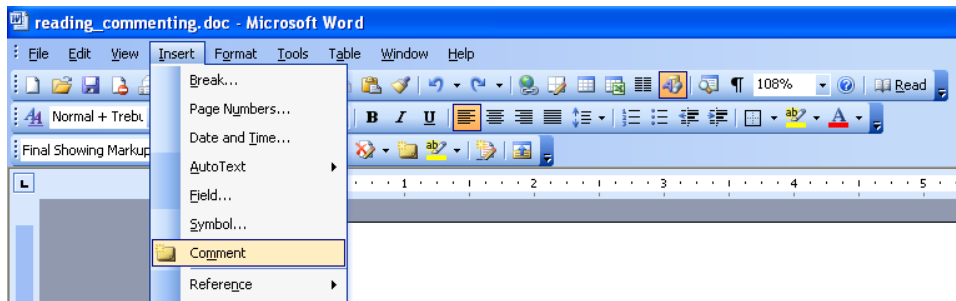 reading_commenting.doc - Microsoft Word
File Edit View Insert Format Tools Table Window Help
Break...
108% Read
Page Numbers...
Normal + Trebu B I U A
Date and Time...
Final Showing Markup
AutoText
1 2 3 4 5
Field...
Symbol...
Comment
Reference